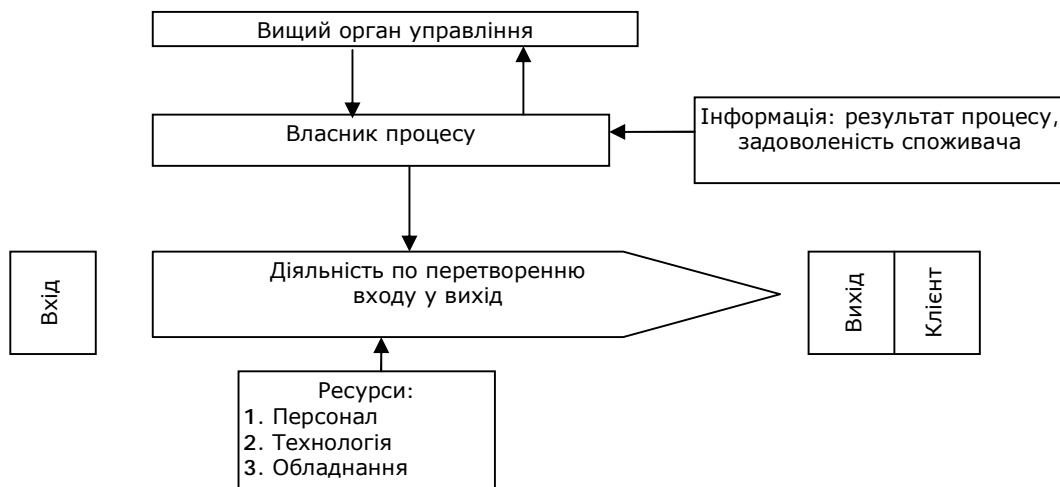 Вищий орган управління
Власник процесу
Інформація: результат процесу,
задоволеність споживача
Вхід
Діяльність по перетворенню
входу у вихід
Вихід
Клієнт
Ресурси:
1. Персонал
2. Технологія
3. Обладнання